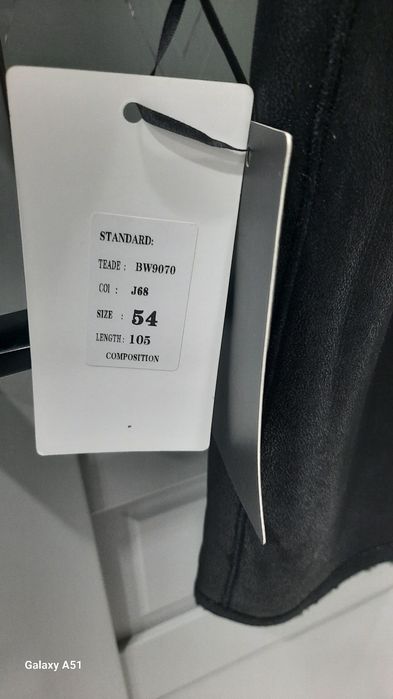 STANDARD:
TEADE : BW9070
COI : J68
SIZE : 54
LENGTH: 105
COMPOSITION
Galaxy A51